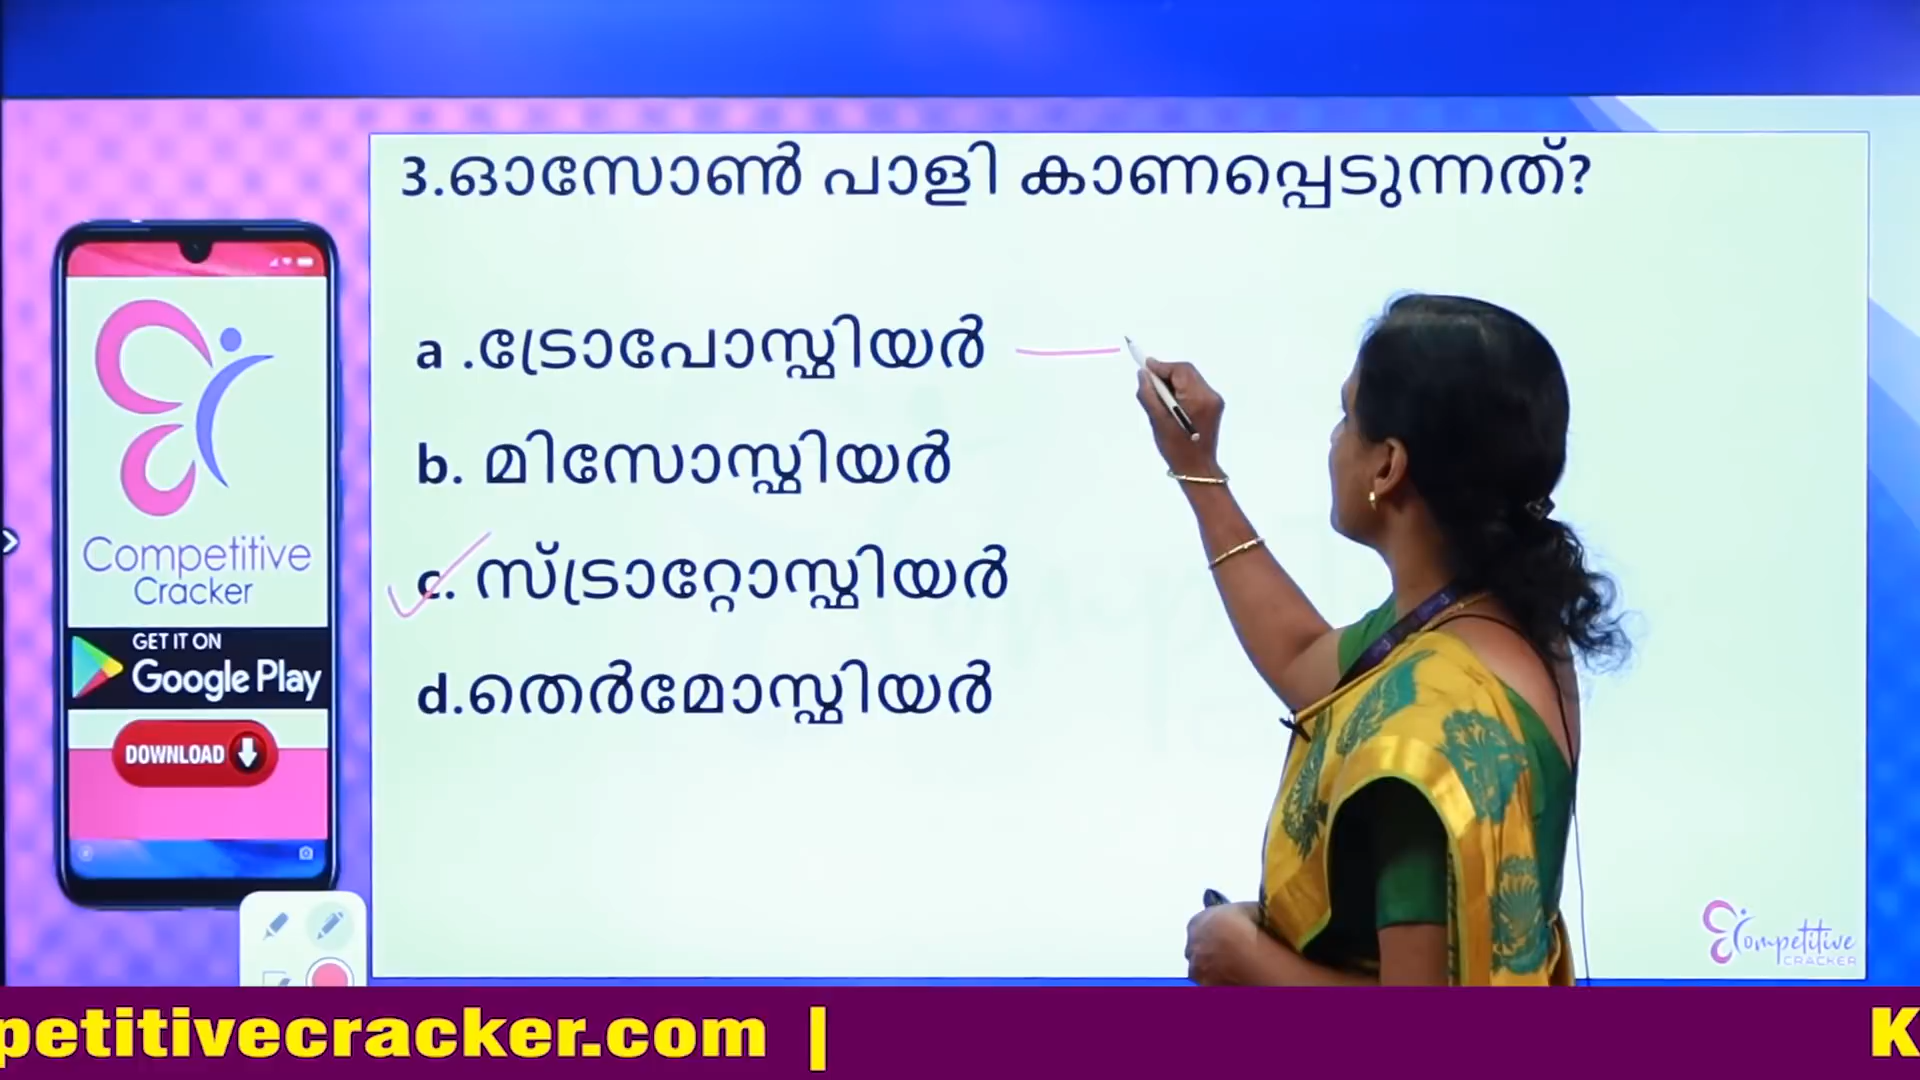 3.ഓസോൺ പാളി കാണപ്പെടുന്നത്?
a .ട്രോപോസ്ഫിയർ
b. മിസോസ്ഫിയർ
c. സ്ട്രാറ്റോസ്ഫിയർ
d.തെർമോസ്ഫിയർ
Competitive
Cracker
GET IT ON
Google Play
DOWNLOAD
Competitive
CRACKER
petitivecracker.com |
K